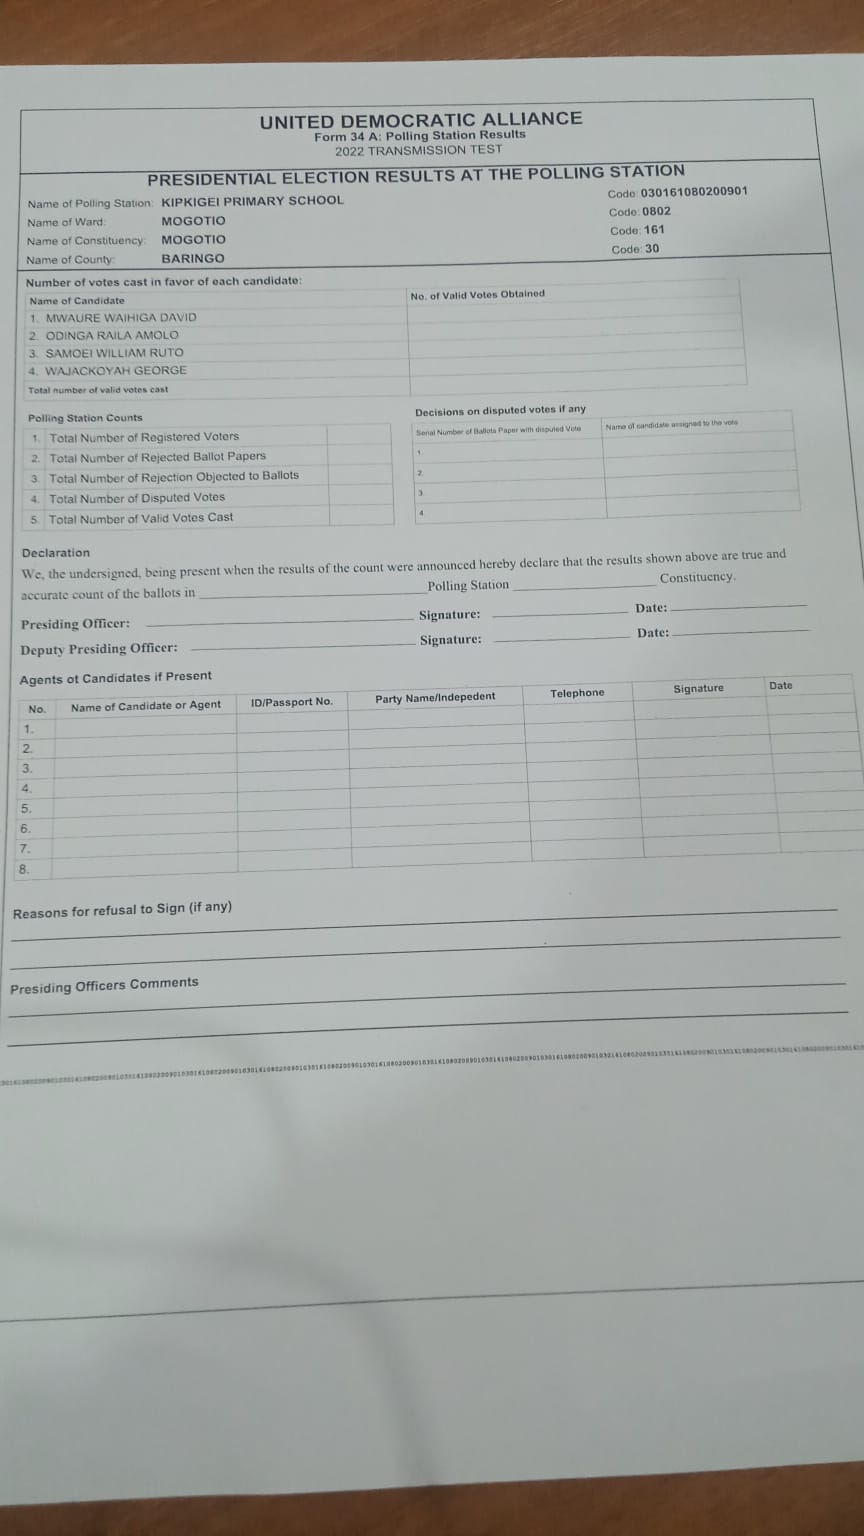 UNITED DEMOCRATIC ALLIANCE
Form 34 A: Polling Station Results
2022 TRANSMISSION TEST
PRESIDENTIAL ELECTION RESULTS AT THE POLLING STATION
Name of Polling Station: KIPKIGEI PRIMARY SCHOOL Code: 030161080200901
Name of Ward: MOGOTIO Code: 0802
Name of Constituency: MOGOTIO Code: 161
Name of County: BARINGO Code: 30
Number of votes cast in favor of each candidate:
Name of Candidate No. of Valid Votes Obtained
1. MWAURE WAIHIGA DAVID
2. ODINGA RAILA AMOLO
3. SAMOEI WILLIAM RUTO
4. WAJACKOYAH GEORGE
Total number of valid votes cast
Polling Station Counts
1. Total Number of Registered Voters
2. Total Number of Rejected Ballot Papers
3. Total Number of Rejection Objected to Ballots
4. Total Number of Disputed Votes
5. Total Number of Valid Votes Cast
Decisions on disputed votes if any
Serial Number of Ballots Paper with disputed Vote Name of candidate assigned to the vote
1
2.
3.
4
Declaration
We, the undersigned, being present when the results of the count were announced hereby declare that the results shown above are true and
accurate count of the ballots in Polling Station Constituency.
Presiding Officer: Signature: Date:
Deputy Presiding Officer: Signature: Date:
Agents ot Candidates if Present
No. Name of Candidate or Agent ID/Passport No. Party Name/Indepedent Telephone Signature Date
1.
2.
3.
4.
5.
6.
7.
8.
Reasons for refusal to Sign (if any)
Presiding Officers Comments